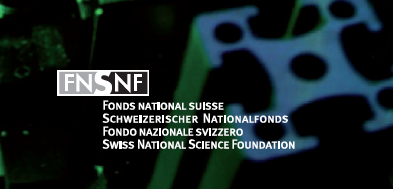 FNSNF
FONDS NATIONAL SUISSE
SCHWEIZERISCHER NATIONALFONDS
FONDO NAZIONALE SVIZZERO
SWISS NATIONAL SCIENCE FOUNDATION